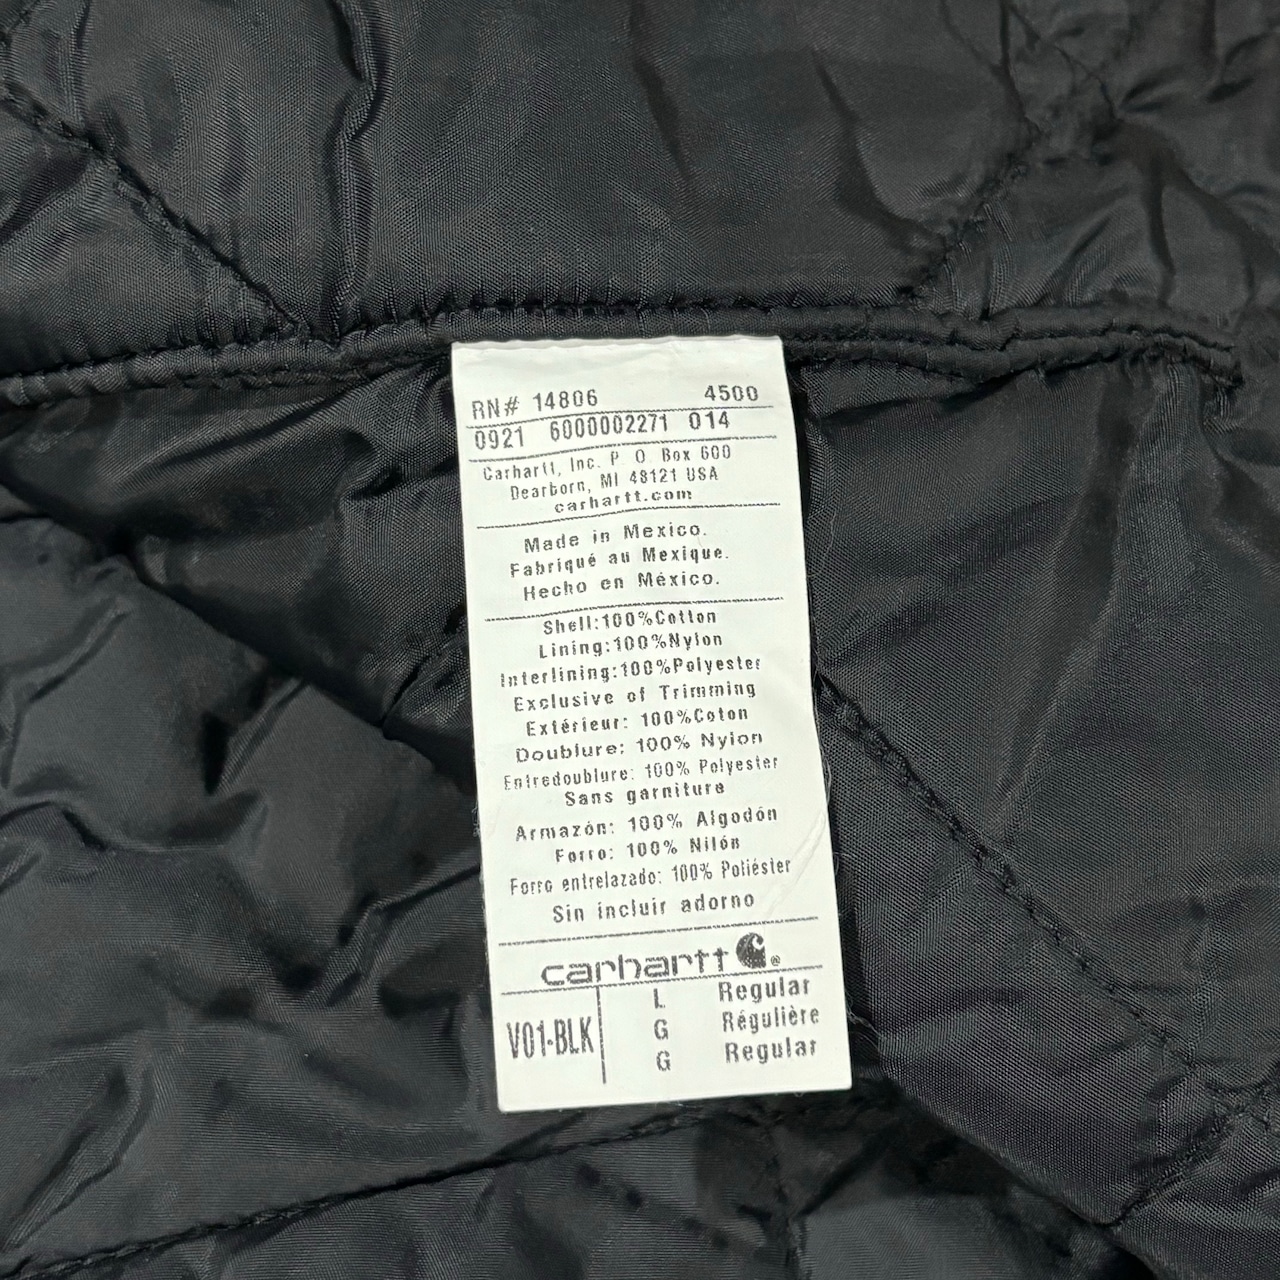 RN# 14806 4500
0921 6000002271 014
Carhartt, Inc. P. O. Box 600
Dearborn, MI 48121 USA
carhartt.com
Made in Mexico.
Fabriqué au Mexique.
Hecho en México.
Shell:100%Cotton
Lining:100%Nylon
Interlining:100%Polyester
Exclusive of Trimming
Extérieur: 100%Coton
Doublure: 100% Nylon
Entredoublure: 100% Polyester
Sans garniture
Armazón: 100% Algodón
Forro: 100% Nilón
Forro entrelazado: 100% Poliéster
Sin incluir adorno
carhartt®
V01-BLK
L Regular
G Régulière
G Regular